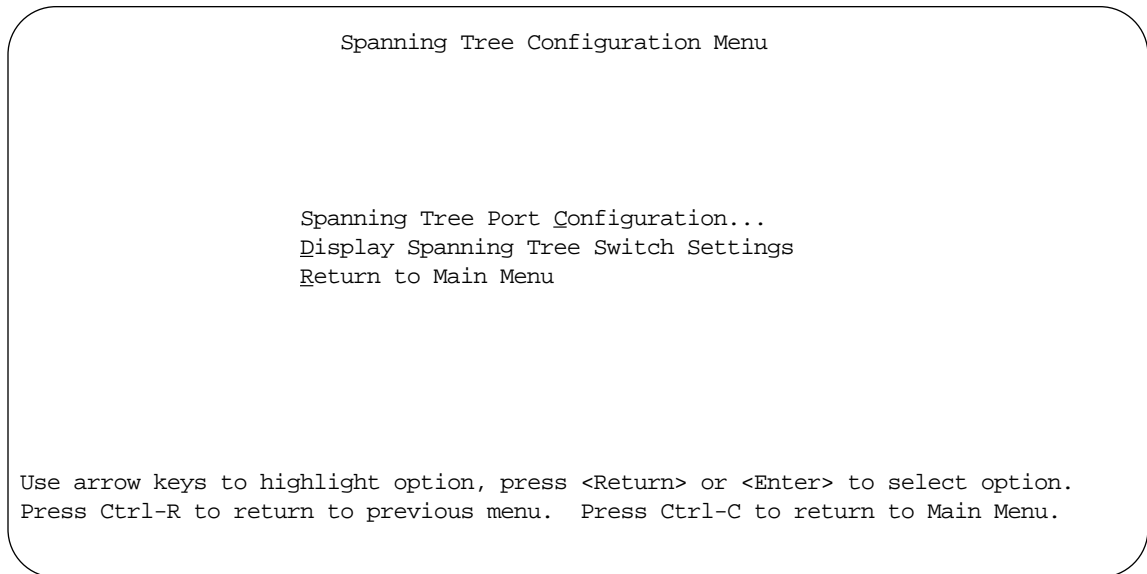 Spanning Tree Configuration Menu
Spanning Tree Port Configuration...
Display Spanning Tree Switch Settings
Return to Main Menu
Use arrow keys to highlight option, press <Return> or <Enter> to select option.
Press Ctrl-R to return to previous menu. Press Ctrl-C to return to Main Menu.